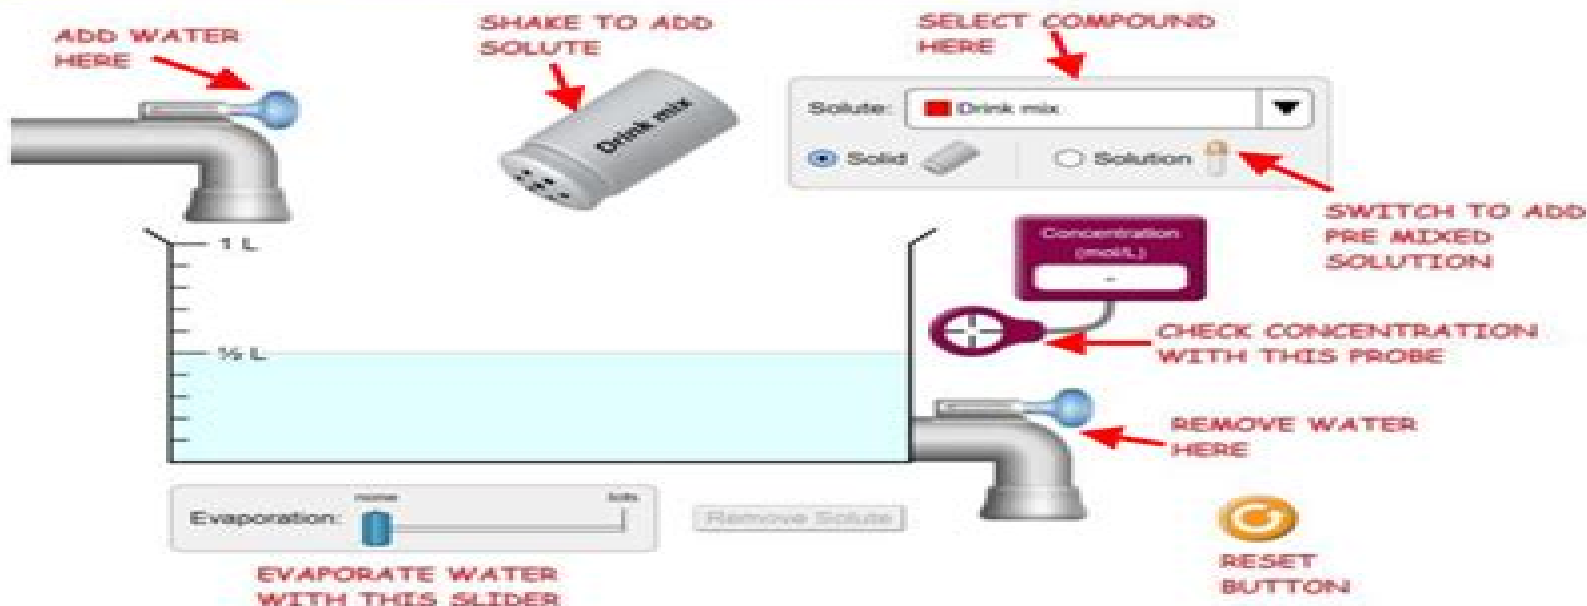 ADD WATER
HERE
SHAKE TO ADD
SOLUTE
SELECT COMPOUND
HERE
Drink mix
Solute: Drink mix
Solid Solution
SWITCH TO ADD
PRE MIXED
SOLUTION
1 L
Concentration
(mol/L)
-
½ L
CHECK CONCENTRATION
WITH THIS PROBE
REMOVE WATER
HERE
none lots
Evaporation:
Remove Solute
EVAPORATE WATER
WITH THIS SLIDER
RESET
BUTTON